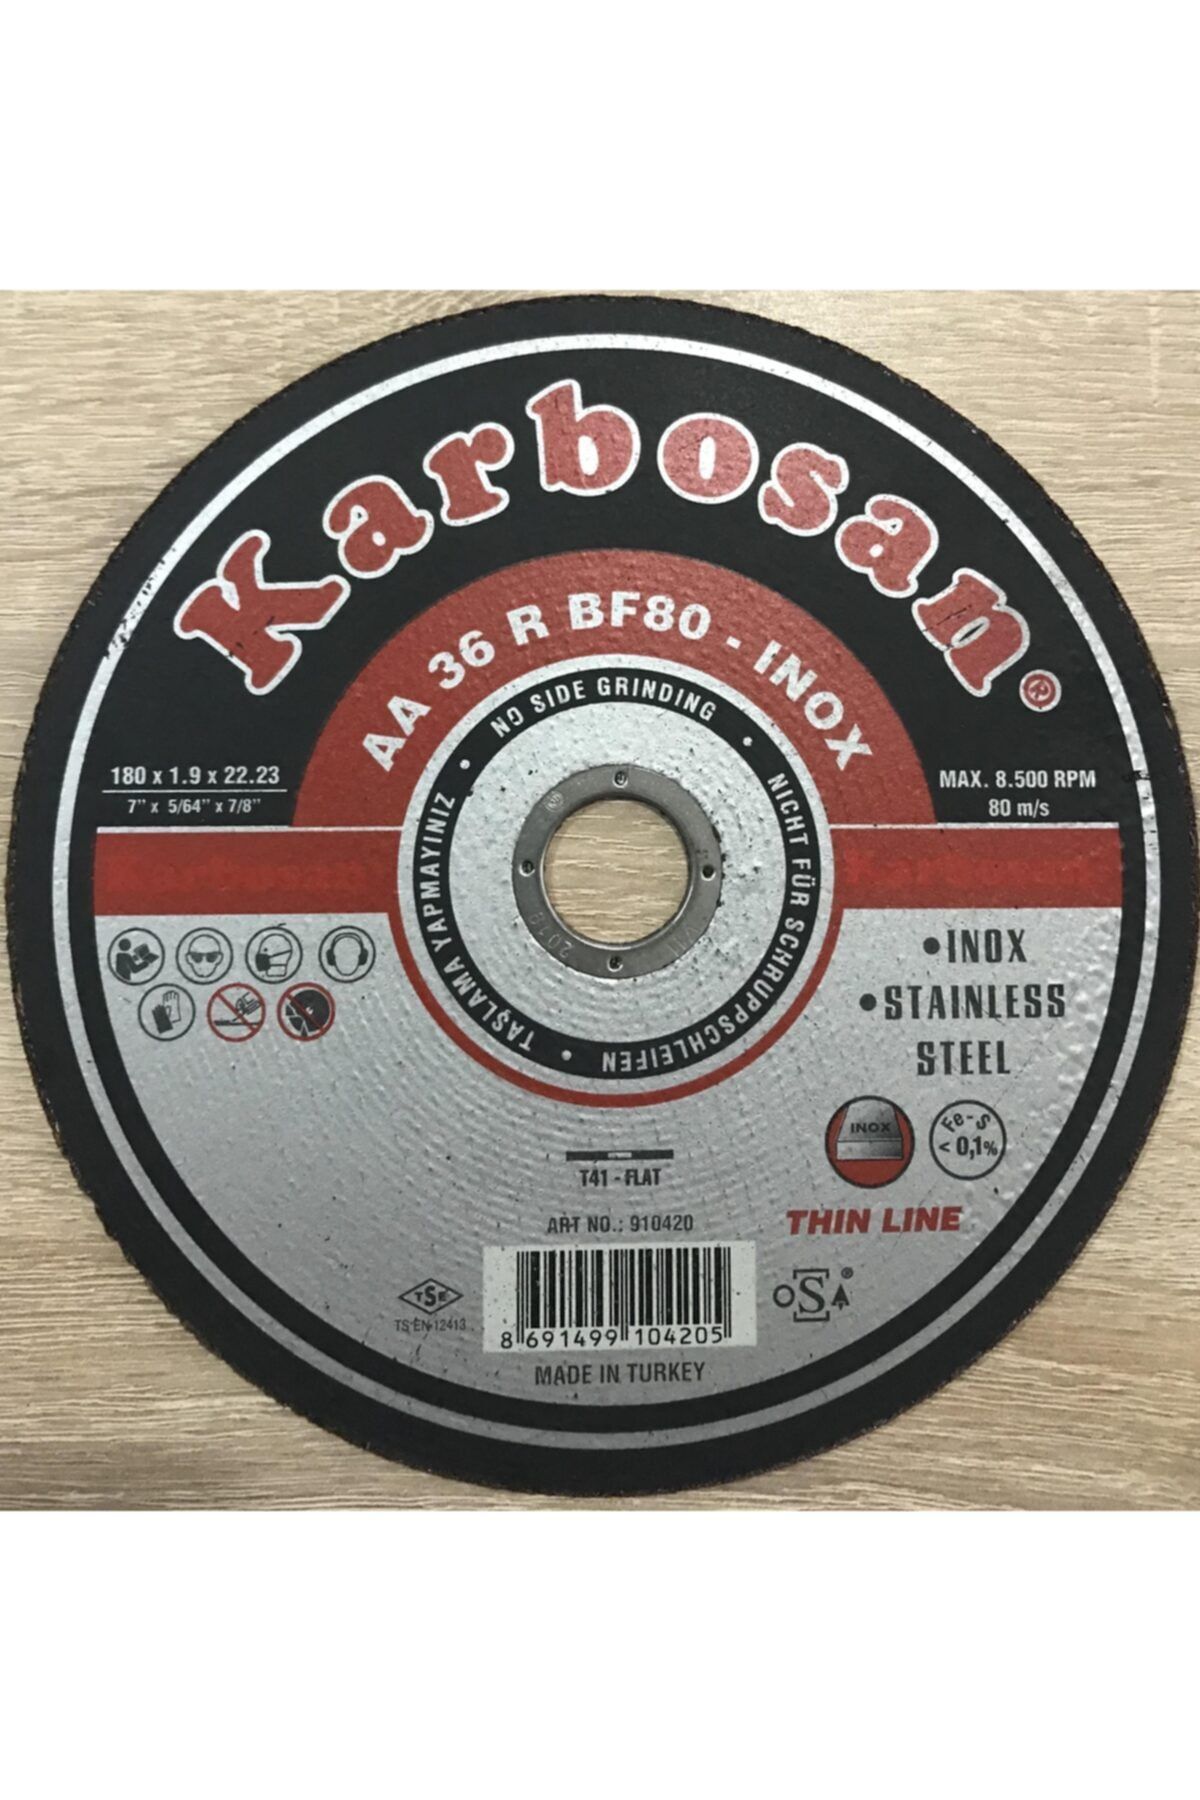 Karbosan®
AA 36 R BF80 - INOX
NO SIDE GRINDING •
NICHT FÜR SCHRUPPSCHLEIFEN •
TAŞLAMA YAPMAYINIZ •
180 x 1.9 x 22.23
7" x 5/64" x 7/8"
MAX. 8.500 RPM
80 m/s
•INOX
•STAINLESS
STEEL
INOX
Fe-S
< 0,1%
THIN LINE
T41 - FLAT
ART NO.: 910420
8 691499 104205
MADE IN TURKEY
TSE
TS EN 12413
oSA®
2018